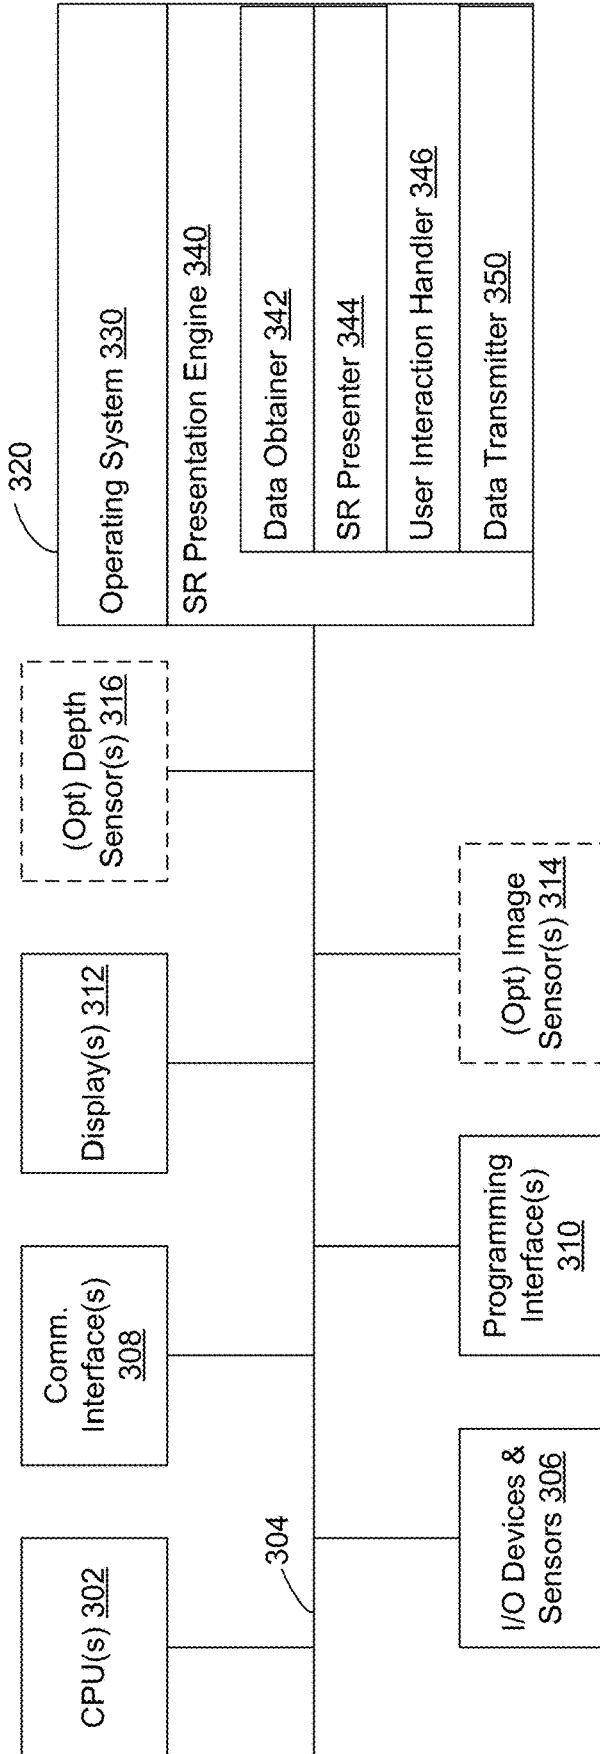 CPU(s) 302
Comm.
Interface(s)
308
Display(s) 312
(Opt) Depth
Sensor(s) 316
320
304
I/O Devices &
Sensors 306
Programming
Interface(s)
310
(Opt) Image
Sensor(s) 314
Operating System 330
SR Presentation Engine 340
Data Obtainer 342
SR Presenter 344
User Interaction Handler 346
Data Transmitter 350